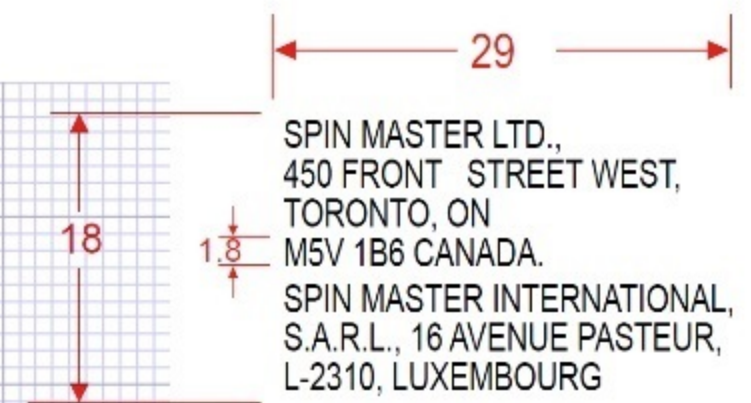 29
SPIN MASTER LTD.,
450 FRONT STREET WEST,
TORONTO, ON
18
1.8
M5V 1B6 CANADA.
SPIN MASTER INTERNATIONAL,
S.A.R.L., 16 AVENUE PASTEUR,
L-2310, LUXEMBOURG